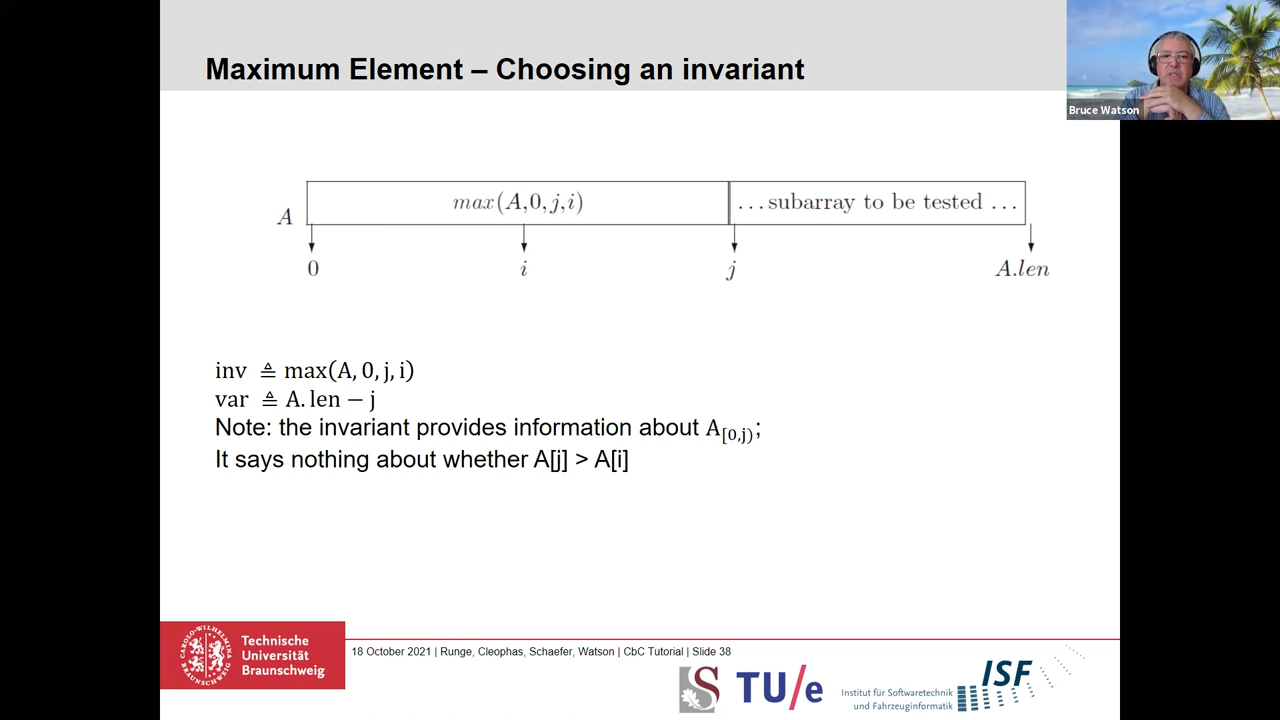 Maximum Element – Choosing an invariant
Bruce Watson
max(A,0,j,i)
...subarray to be tested ...
A
0
i
j
A.len
inv ≜ max(A, 0, j, i)
var ≜ A. len − j
Note: the invariant provides information about A[0,j);
It says nothing about whether A[j] > A[i]
Technische
Universität
Braunschweig
18 October 2021 | Runge, Cleophas, Schaefer, Watson | CbC Tutorial | Slide 38
S
TU/e
Institut für Softwaretechnik
und Fahrzeuginformatik
ISF